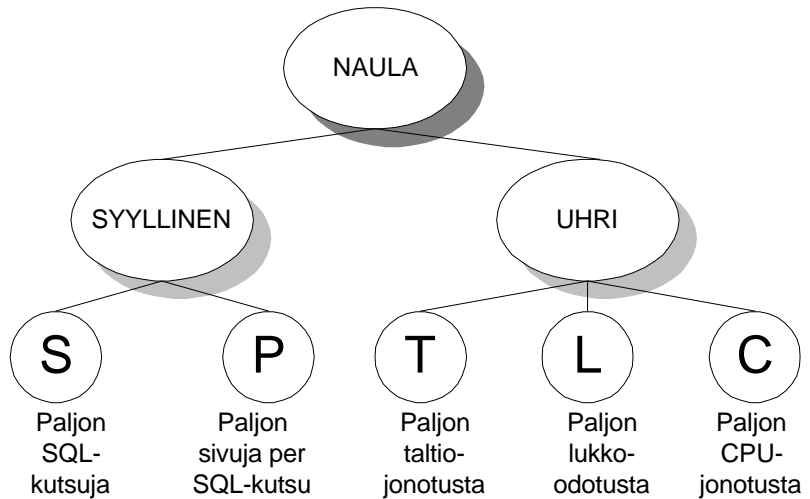 NAULA
SYYLLINEN
UHRI
S
P
T
L
C
Paljon
SQL-
kutsuja
Paljon
sivuja per
SQL-kutsu
Paljon
taltio-
jonotusta
Paljon
lukko-
odotusta
Paljon
CPU-
jonotusta